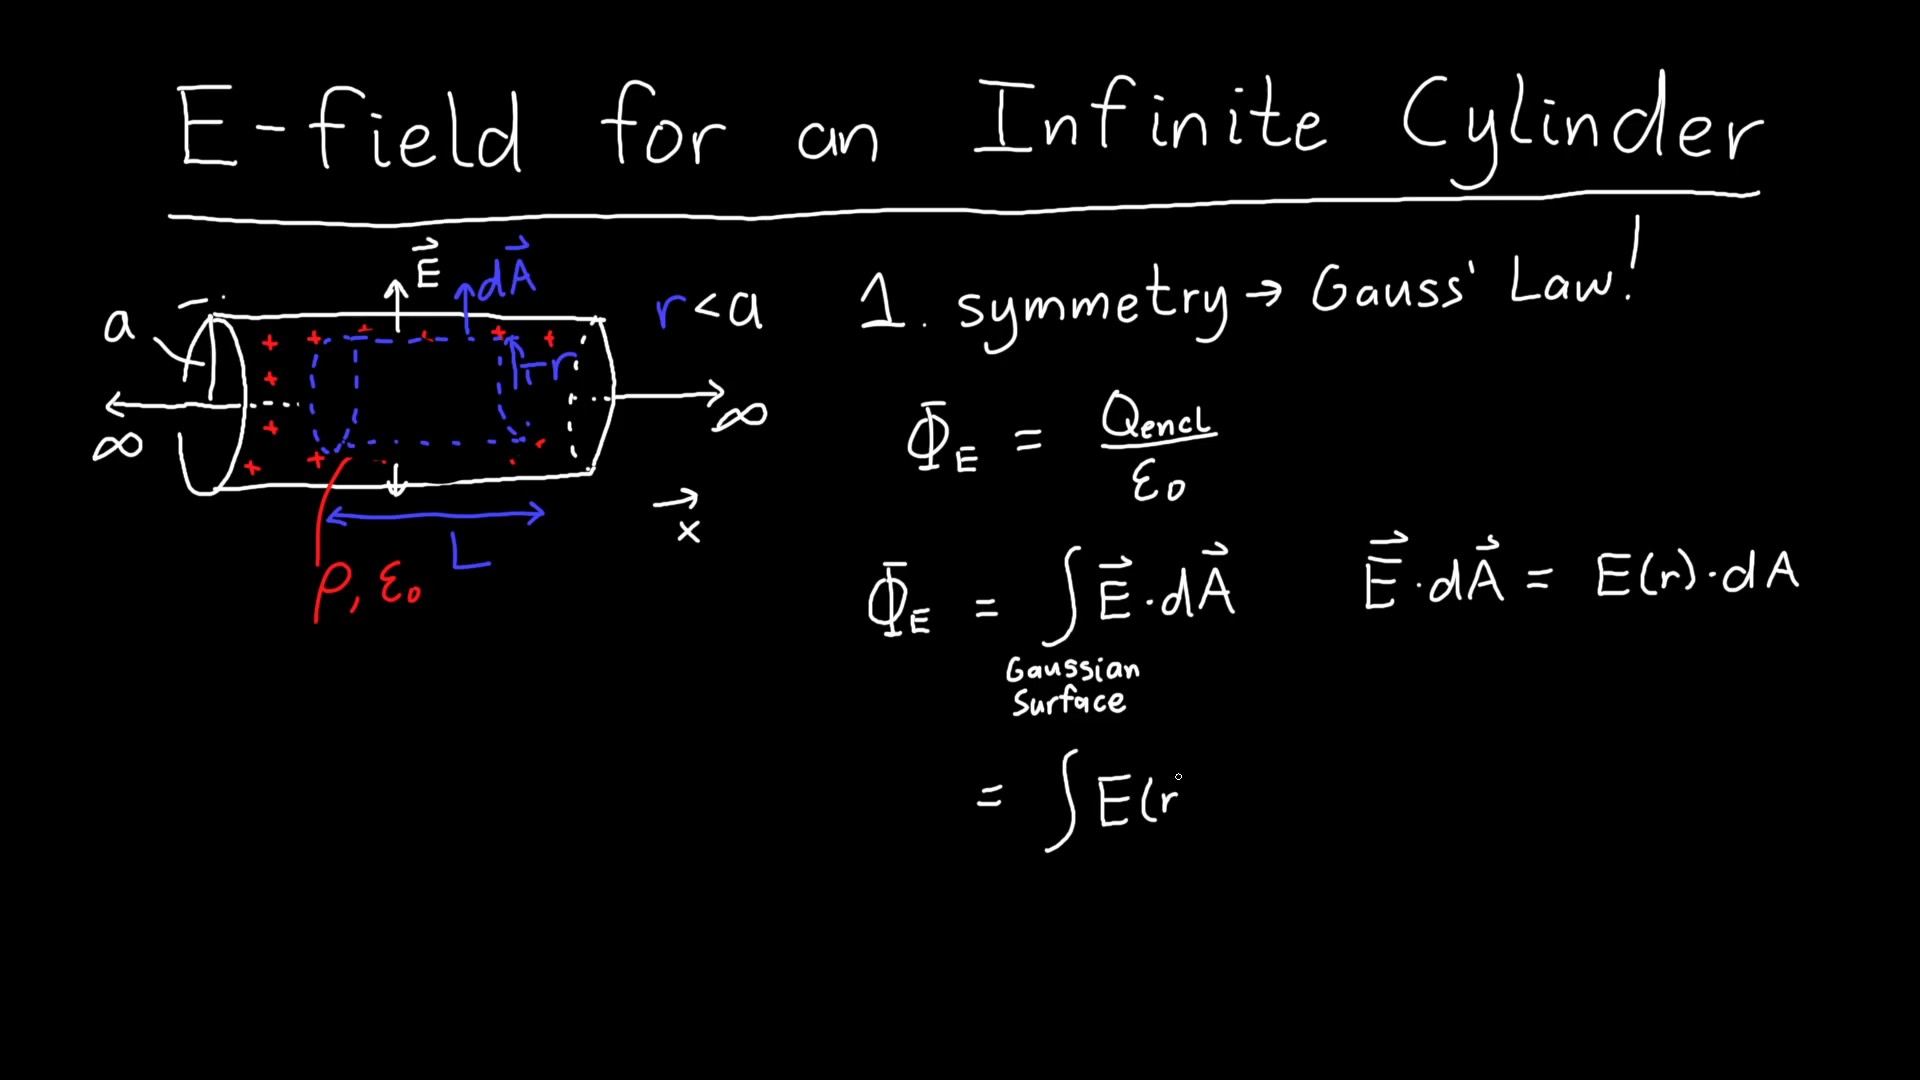 E-field for an Infinite Cylinder
E⃗ dA⃗
a
r < a
r
∞ ∞
x
L
ρ, ε₀
1. symmetry → Gauss' Law!
Φ_E = Qencl / ε₀
Φ_E = ∫ E⃗ · dA⃗ E⃗ · dA⃗ = E(r) · dA
Gaussian
Surface
= ∫ E(r